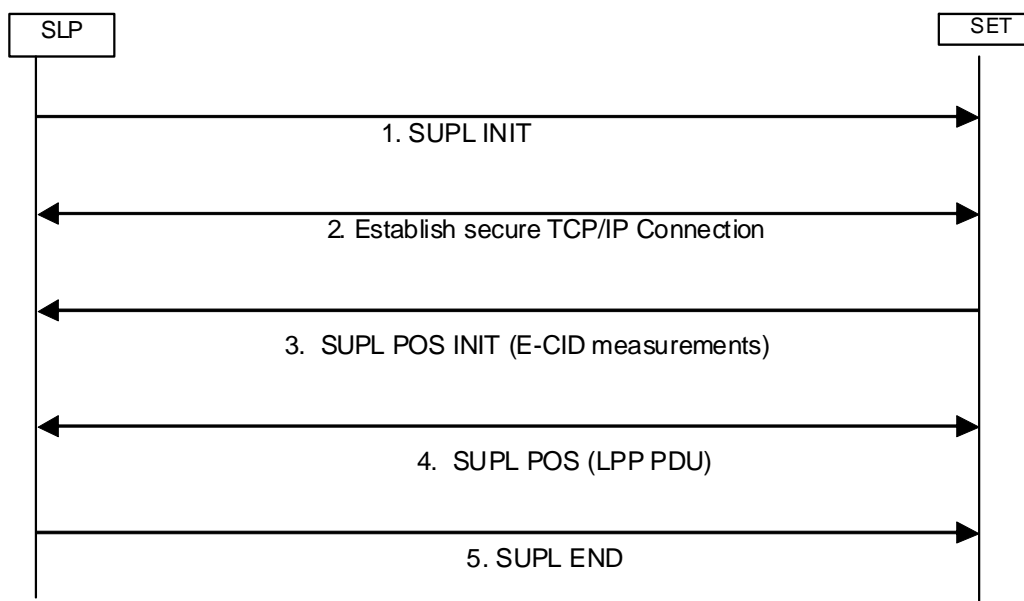 SLP
SET
1. SUPL INIT
2. Establish secure TCP/IP Connection
3. SUPL POS INIT (E-CID measurements)
4. SUPL POS (LPP PDU)
5. SUPL END